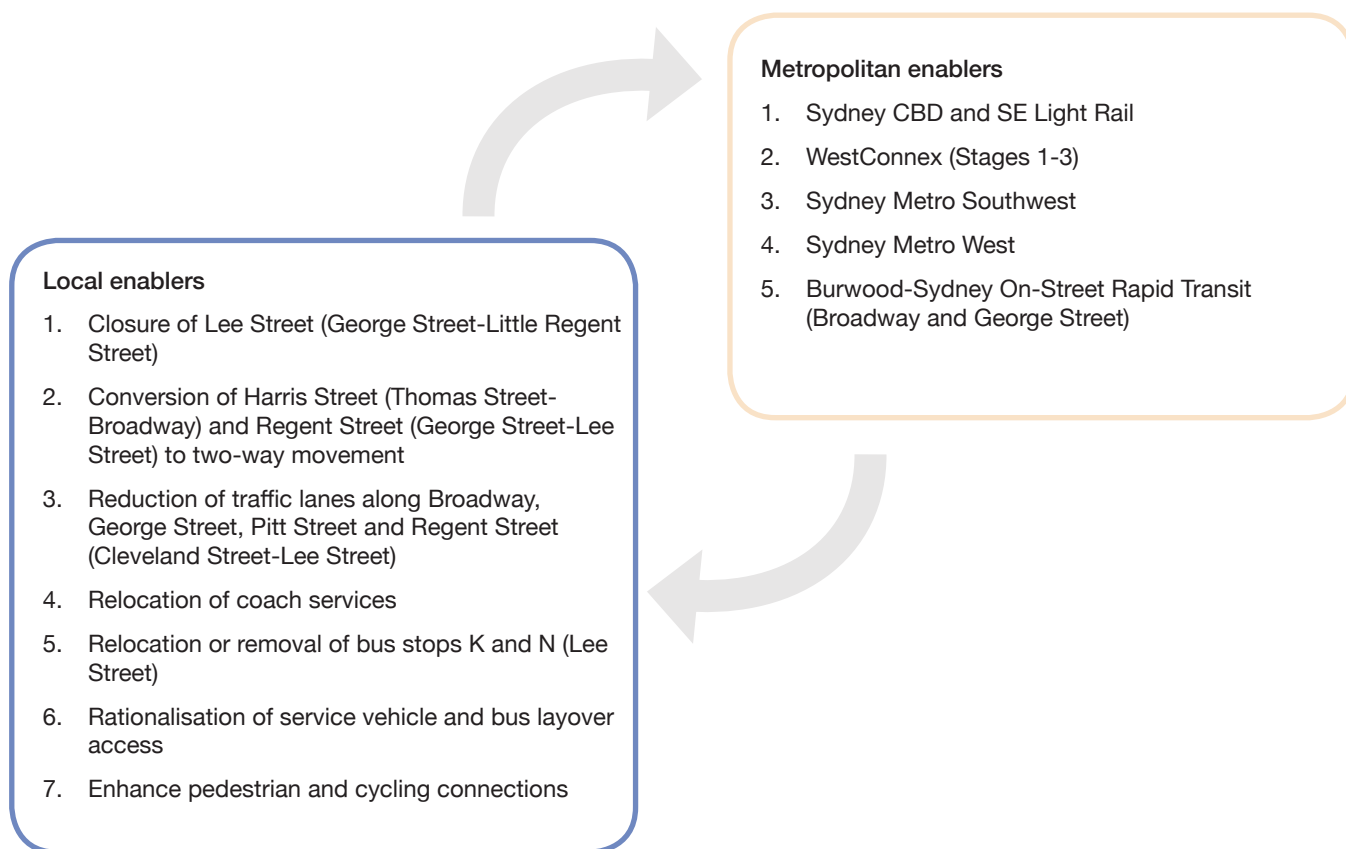 Metropolitan enablers
1. Sydney CBD and SE Light Rail
2. WestConnex (Stages 1-3)
3. Sydney Metro Southwest
4. Sydney Metro West
5. Burwood-Sydney On-Street Rapid Transit
(Broadway and George Street)
Local enablers
1. Closure of Lee Street (George Street-Little Regent
Street)
2. Conversion of Harris Street (Thomas Street-
Broadway) and Regent Street (George Street-Lee
Street) to two-way movement
3. Reduction of traffic lanes along Broadway,
George Street, Pitt Street and Regent Street
(Cleveland Street-Lee Street)
4. Relocation of coach services
5. Relocation or removal of bus stops K and N (Lee
Street)
6. Rationalisation of service vehicle and bus layover
access
7. Enhance pedestrian and cycling connections